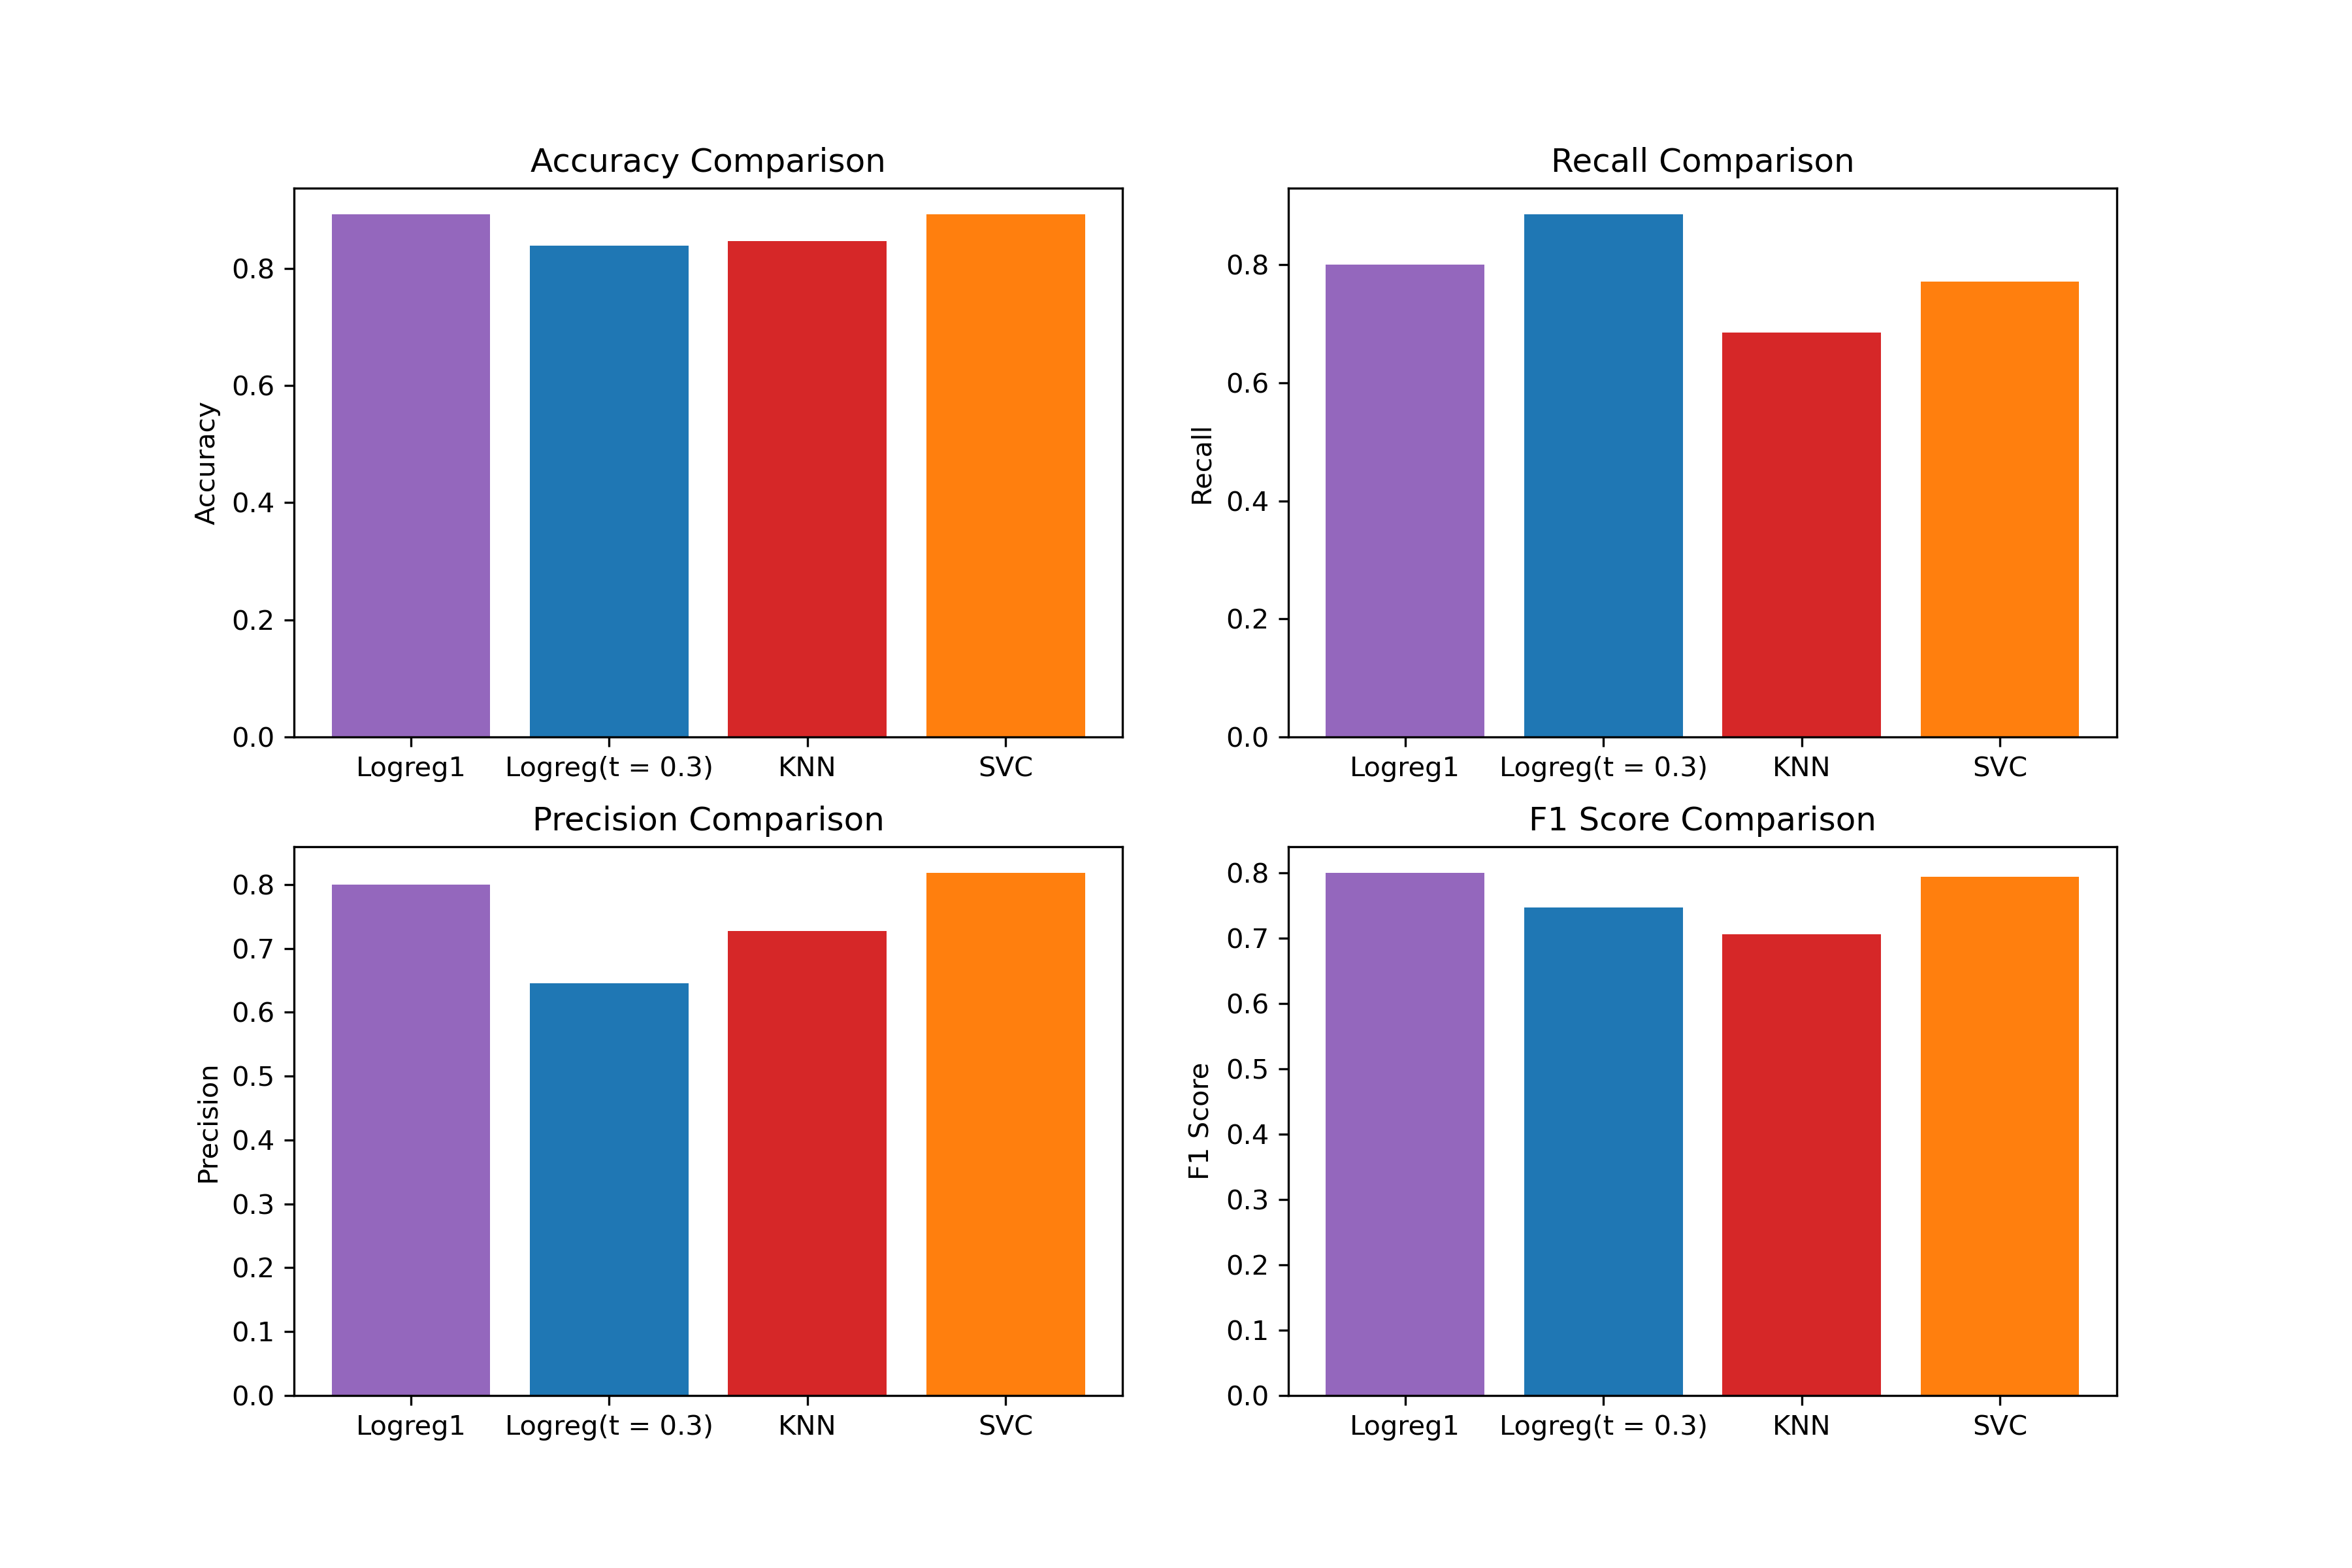 Accuracy Comparison
Accuracy
0.8
0.6
0.4
0.2
0.0
Logreg1 Logreg(t = 0.3) KNN SVC
Recall Comparison
Recall
0.8
0.6
0.4
0.2
0.0
Logreg1 Logreg(t = 0.3) KNN SVC
Precision Comparison
Precision
0.8
0.7
0.6
0.5
0.4
0.3
0.2
0.1
0.0
Logreg1 Logreg(t = 0.3) KNN SVC
F1 Score Comparison
F1 Score
0.8
0.7
0.6
0.5
0.4
0.3
0.2
0.1
0.0
Logreg1 Logreg(t = 0.3) KNN SVC